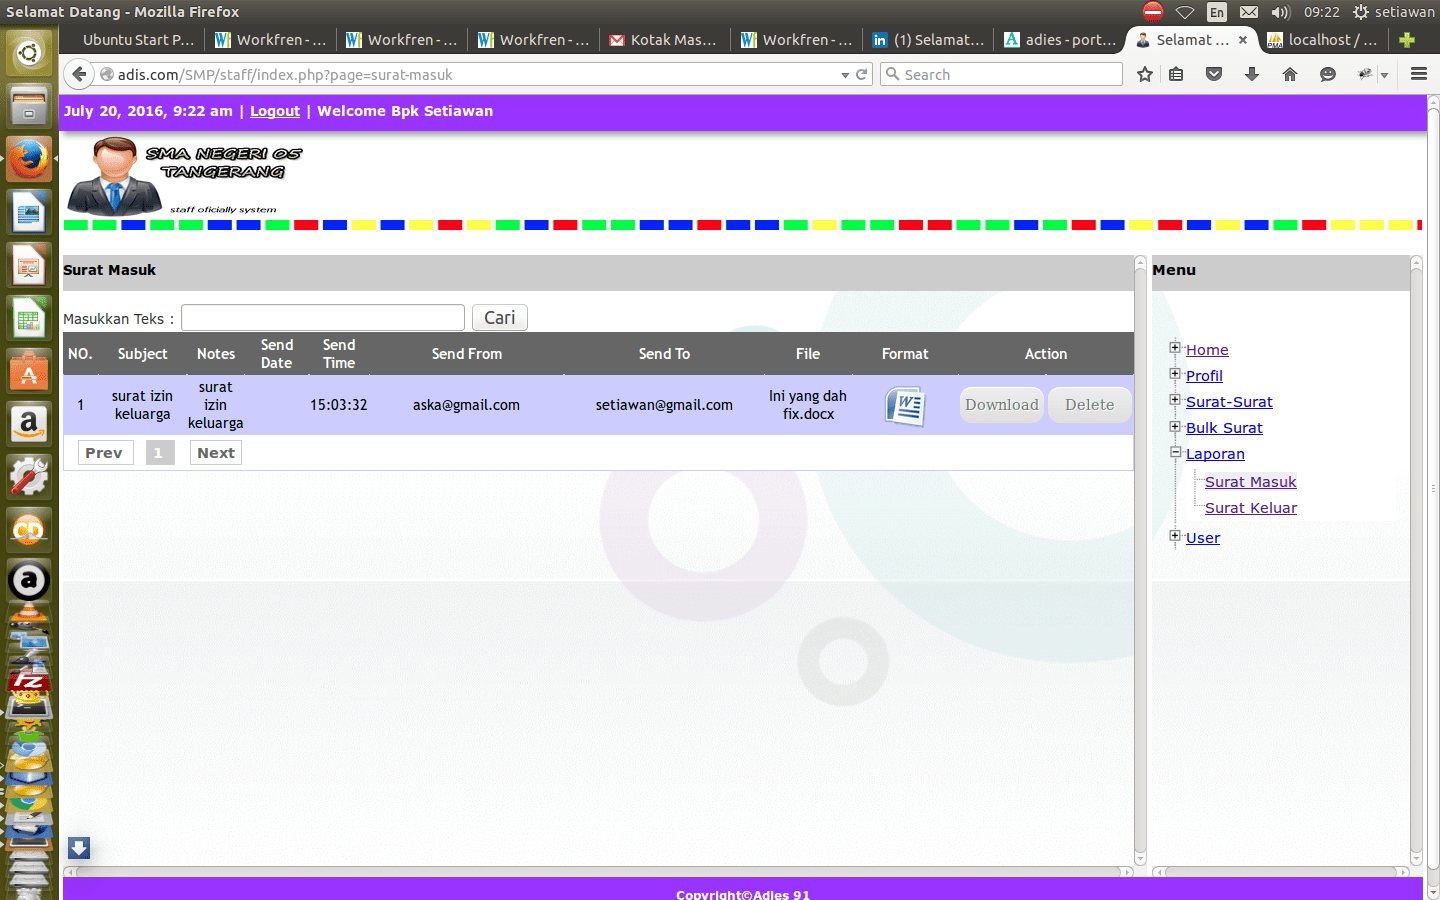 Selamat Datang - Mozilla Firefox
En
09:22
setiawan
Ubuntu Start P...
Workfren - ...
Workfren - ...
Workfren - ...
Kotak Mas...
Workfren - ...
(1) Selamat...
adies - port...
Selamat ...
localhost / ...
adis.com/SMP/staff/index.php?page=surat-masuk
Search
July 20, 2016, 9:22 am | Logout | Welcome Bpk Setiawan
SMA NEGERI 05
TANGERANG
staff oficially system
Surat Masuk
Masukkan Teks :
Cari
NO. Subject Notes Send Date Send Time Send From Send To File Format Action
1 surat izin keluarga surat izin keluarga 15:03:32 aska@gmail.com setiawan@gmail.com Ini yang dah fix.docx Download Delete
Prev 1 Next
Menu
Home
Profil
Surat-Surat
Bulk Surat
Laporan
Surat Masuk
Surat Keluar
User
Copyright©Adies 91